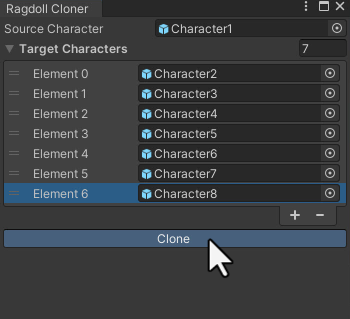 Ragdoll Cloner
Source Character Character1
Target Characters 7
Element 0 Character2
Element 1 Character3
Element 2 Character4
Element 3 Character5
Element 4 Character6
Element 5 Character7
Element 6 Character8
+ −
Clone